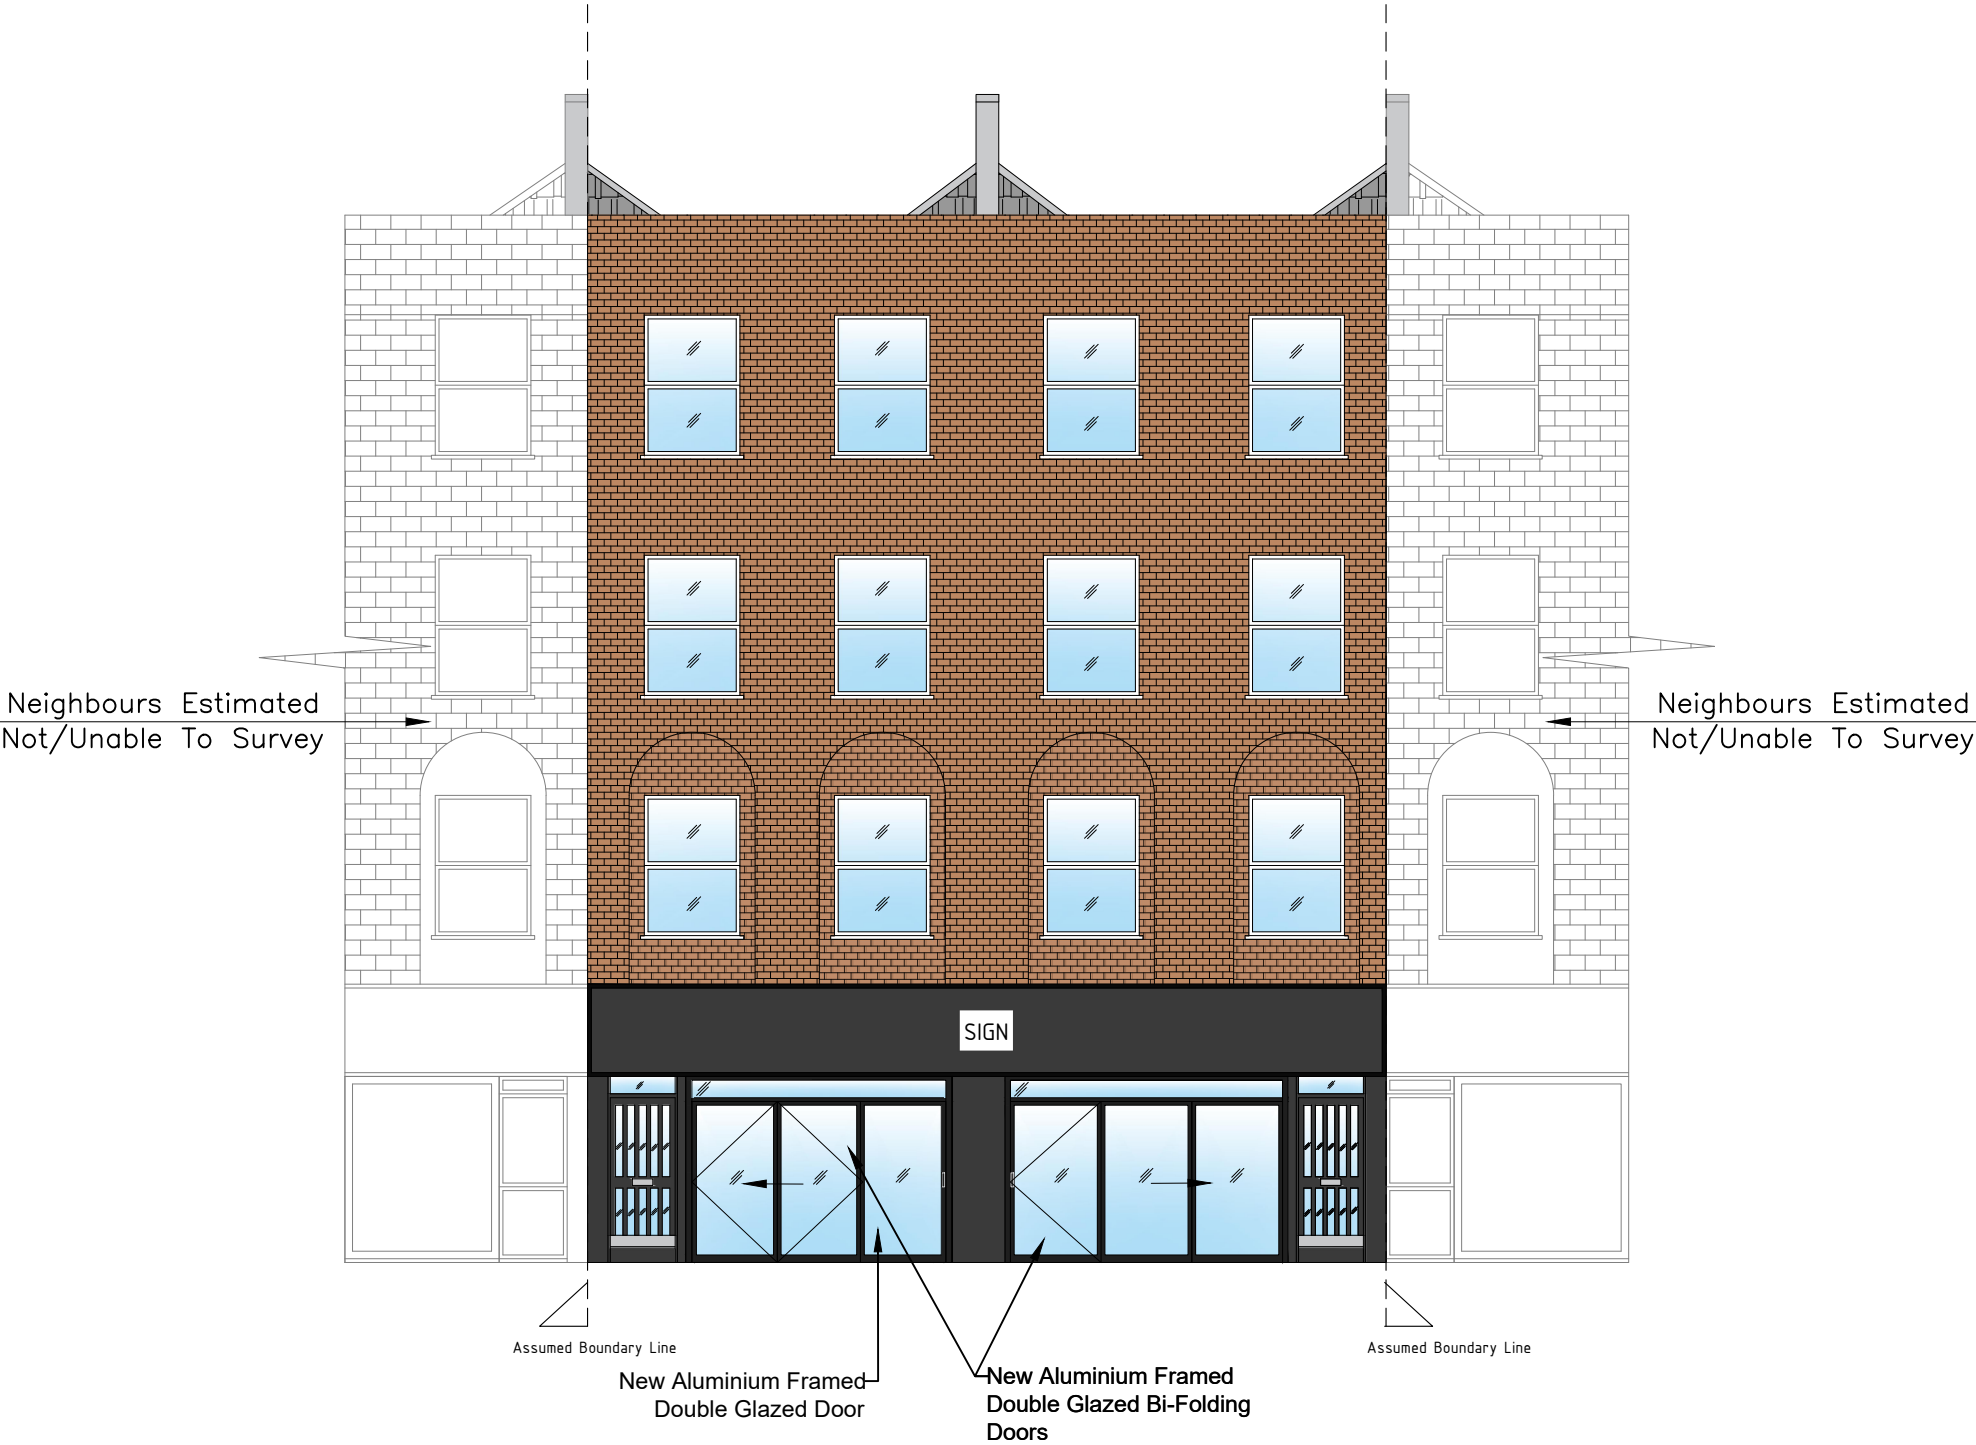 Neighbours Estimated
Not/Unable To Survey
Neighbours Estimated
Not/Unable To Survey
SIGN
Assumed Boundary Line
Assumed Boundary Line
New Aluminium Framed
Double Glazed Door
New Aluminium Framed
Double Glazed Bi-Folding
Doors